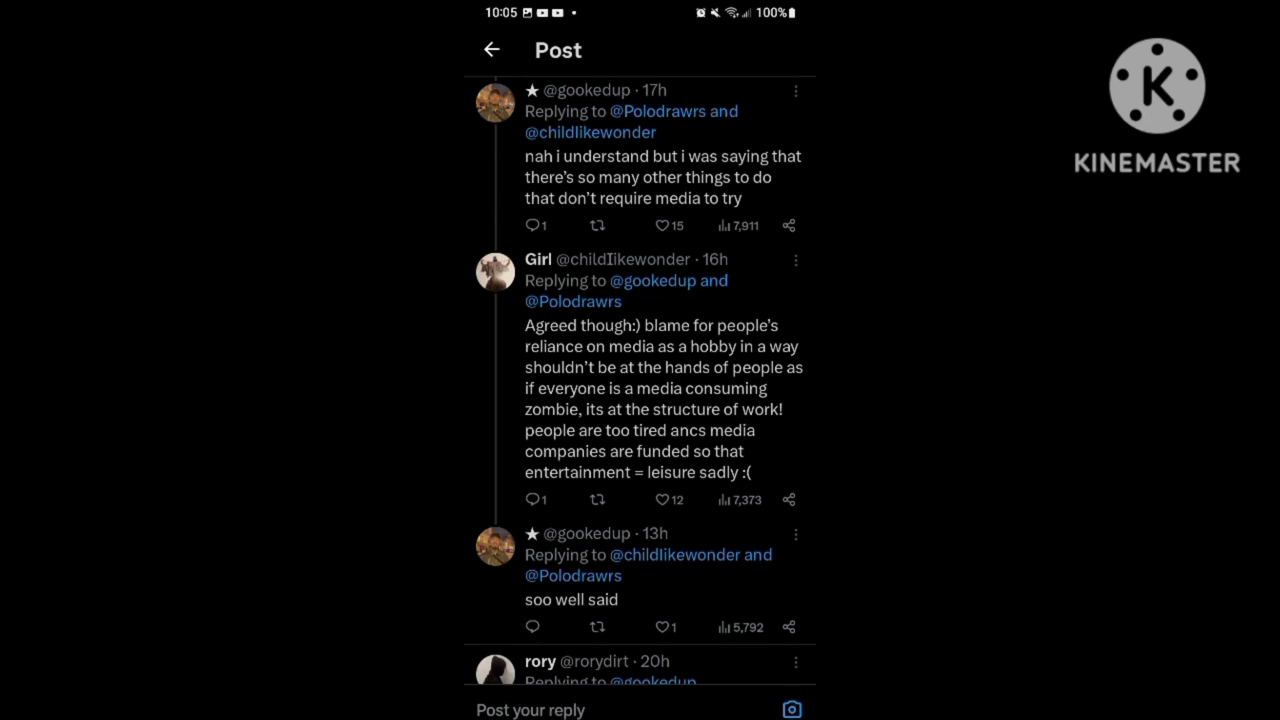 10:05 100%
Post
★ @gookedup · 17h
Replying to @Polodrawrs and
@childIikewonder
nah i understand but i was saying that
there's so many other things to do
that don't require media to try
1 15 7,911
Girl @childIikewonder · 16h
Replying to @gookedup and
@Polodrawrs
Agreed though:) blame for people's
reliance on media as a hobby in a way
shouldn't be at the hands of people as
if everyone is a media consuming
zombie, its at the structure of work!
people are too tired ancs media
companies are funded so that
entertainment = leisure sadly :(
1 12 7,373
★ @gookedup · 13h
Replying to @childIikewonder and
@Polodrawrs
soo well said
1 5,792
rory @rorydirt · 20h
Replying to @gookedup
Post your reply
K
KINEMASTER